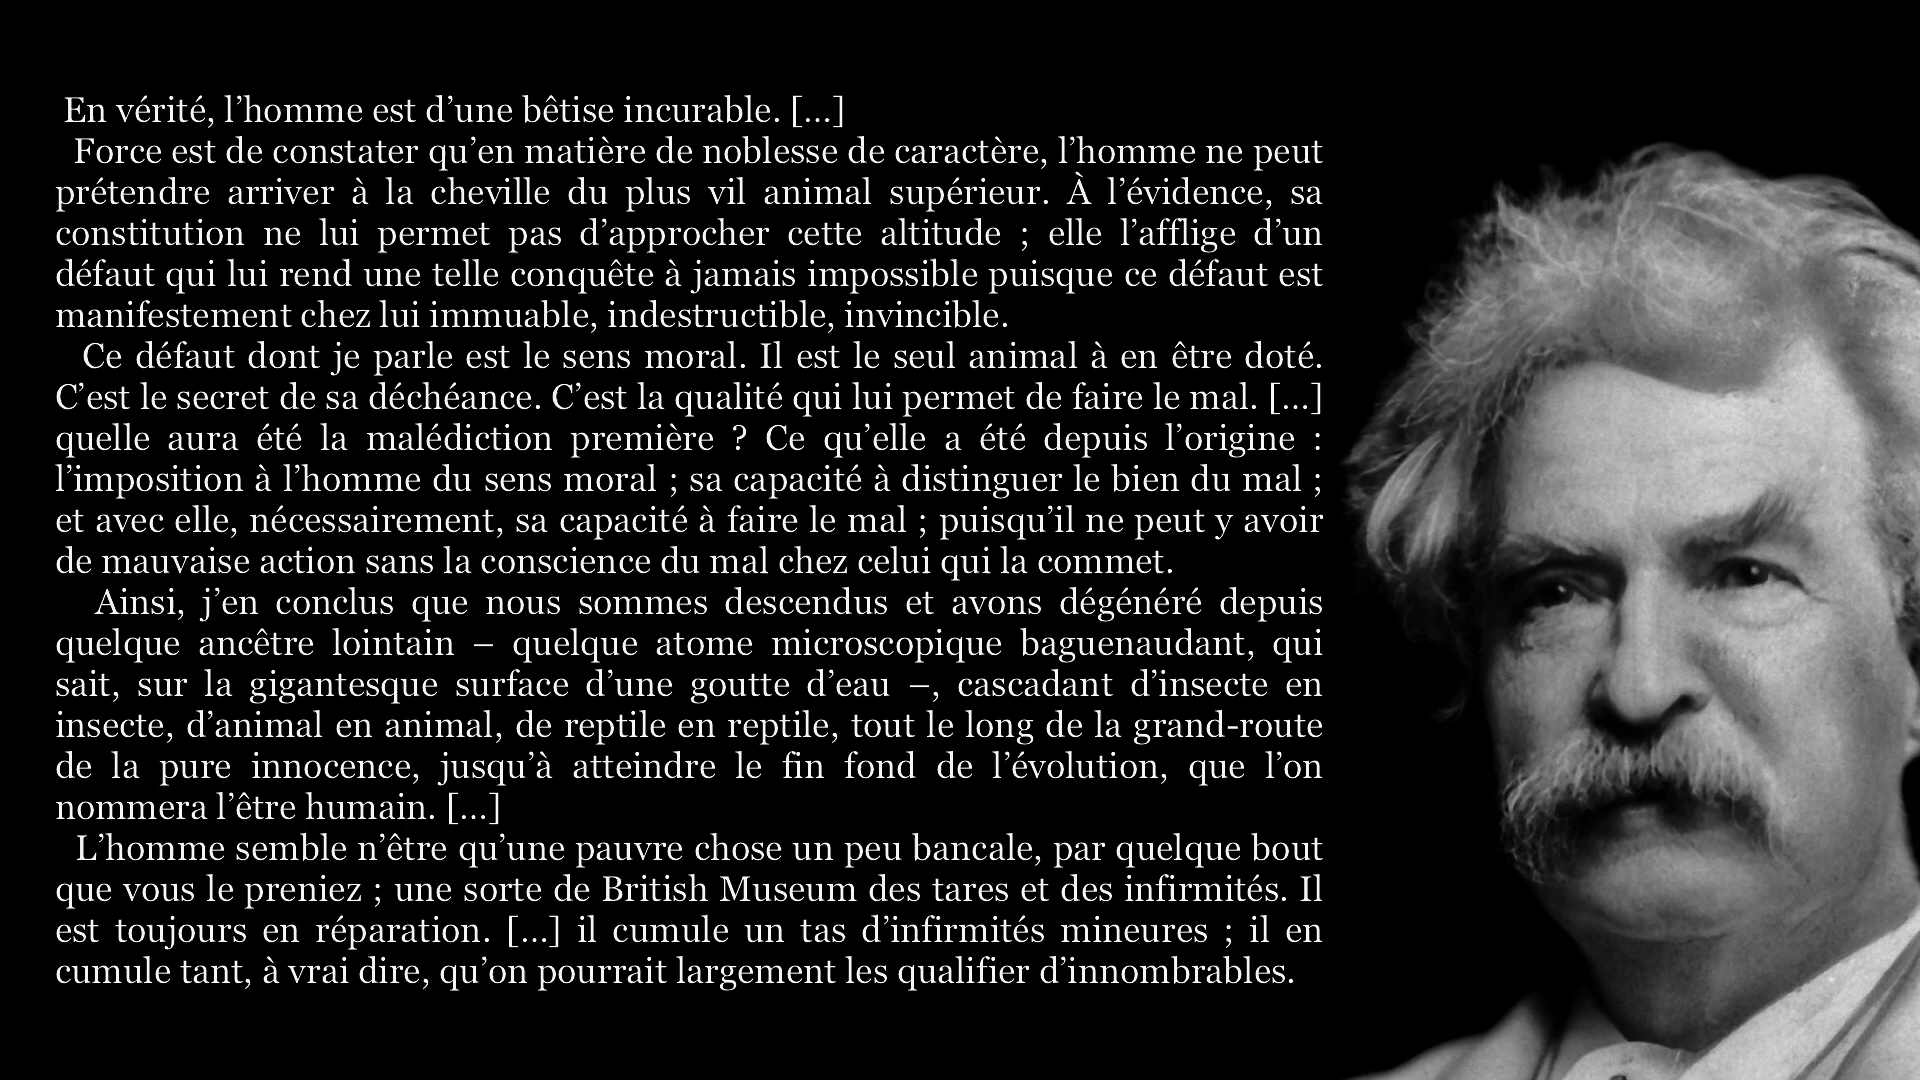 En vérité, l’homme est d’une bêtise incurable. [...]
Force est de constater qu’en matière de noblesse de caractère, l’homme ne peut
prétendre arriver à la cheville du plus vil animal supérieur. À l’évidence, sa
constitution ne lui permet pas d’approcher cette altitude ; elle l’afflige d’un
défaut qui lui rend une telle conquête à jamais impossible puisque ce défaut est
manifestement chez lui immuable, indestructible, invincible.
Ce défaut dont je parle est le sens moral. Il est le seul animal à en être doté.
C’est le secret de sa déchéance. C’est la qualité qui lui permet de faire le mal. [...]
quelle aura été la malédiction première ? Ce qu’elle a été depuis l’origine :
l’imposition à l’homme du sens moral ; sa capacité à distinguer le bien du mal ;
et avec elle, nécessairement, sa capacité à faire le mal ; puisqu’il ne peut y avoir
de mauvaise action sans la conscience du mal chez celui qui la commet.
Ainsi, j’en conclus que nous sommes descendus et avons dégénéré depuis
quelque ancêtre lointain – quelque atome microscopique baguenaudant, qui
sait, sur la gigantesque surface d’une goutte d’eau –, cascadant d’insecte en
insecte, d’animal en animal, de reptile en reptile, tout le long de la grand-route
de la pure innocence, jusqu’à atteindre le fin fond de l’évolution, que l’on
nommera l’être humain. [...]
L’homme semble n’être qu’une pauvre chose un peu bancale, par quelque bout
que vous le preniez ; une sorte de British Museum des tares et des infirmités. Il
est toujours en réparation. [...] il cumule un tas d’infirmités mineures ; il en
cumule tant, à vrai dire, qu’on pourrait largement les qualifier d’innombrables.